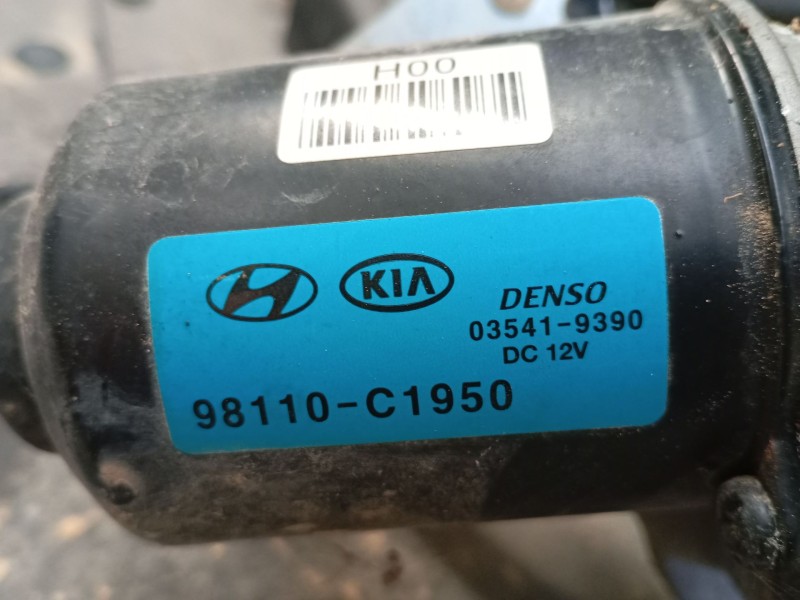 H00
KIA
DENSO
03541-9390
DC 12V
98110-C1950